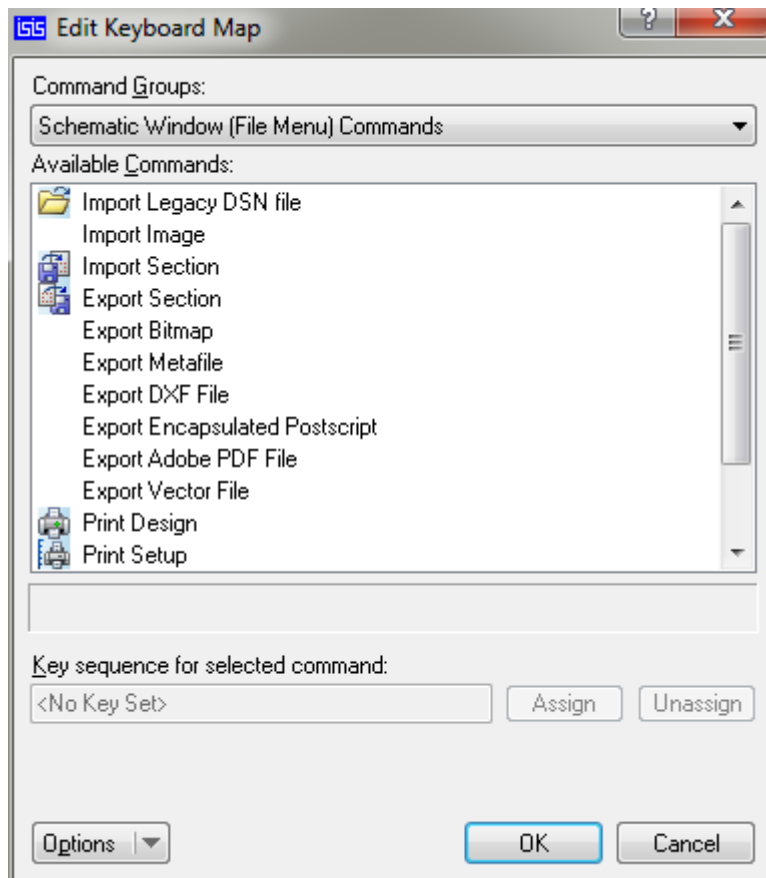 isis Edit Keyboard Map
Command Groups:
Schematic Window (File Menu) Commands
Available Commands:
Import Legacy DSN file
Import Image
Import Section
Export Section
Export Bitmap
Export Metafile
Export DXF File
Export Encapsulated Postscript
Export Adobe PDF File
Export Vector File
Print Design
Print Setup
Key sequence for selected command:
<No Key Set> Assign Unassign
Options OK Cancel